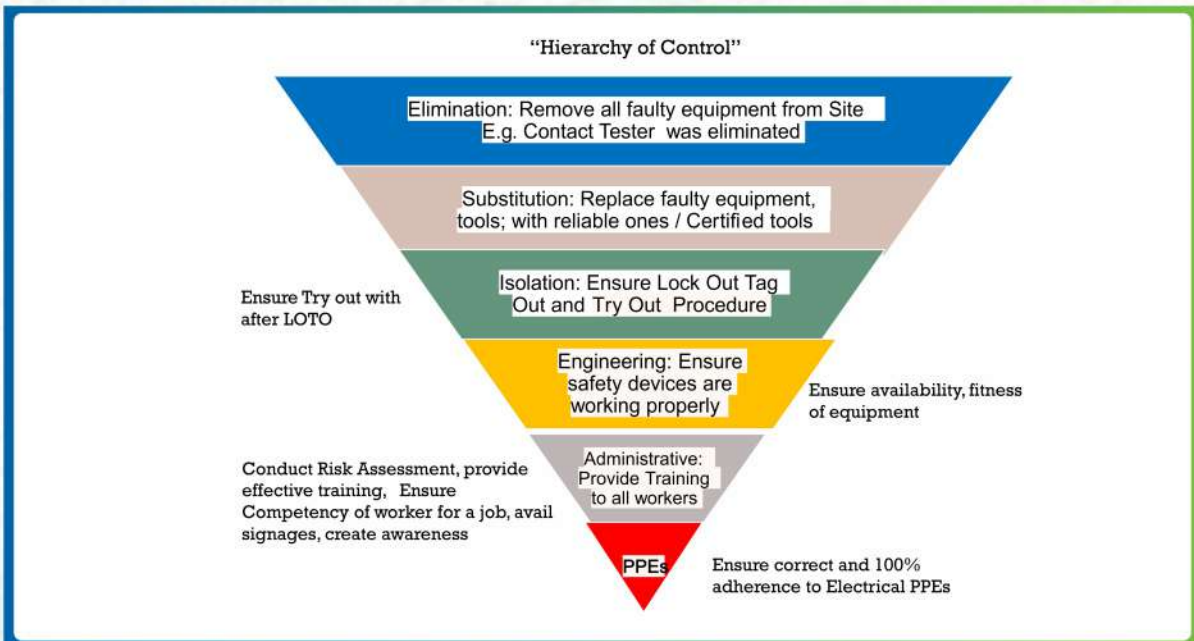 “Hierarchy of Control”
Elimination: Remove all faulty equipment from Site
E.g. Contact Tester was eliminated
Substitution: Replace faulty equipment,
tools; with reliable ones / Certified tools
Isolation: Ensure Lock Out Tag
Out and Try Out Procedure
Ensure Try out with
after LOTO
Engineering: Ensure
safety devices are
working properly
Ensure availability, fitness
of equipment
Administrative:
Provide Training
to all workers
Conduct Risk Assessment, provide
effective training, Ensure
Competency of worker for a job, avail
signages, create awareness
PPEs
Ensure correct and 100%
adherence to Electrical PPEs